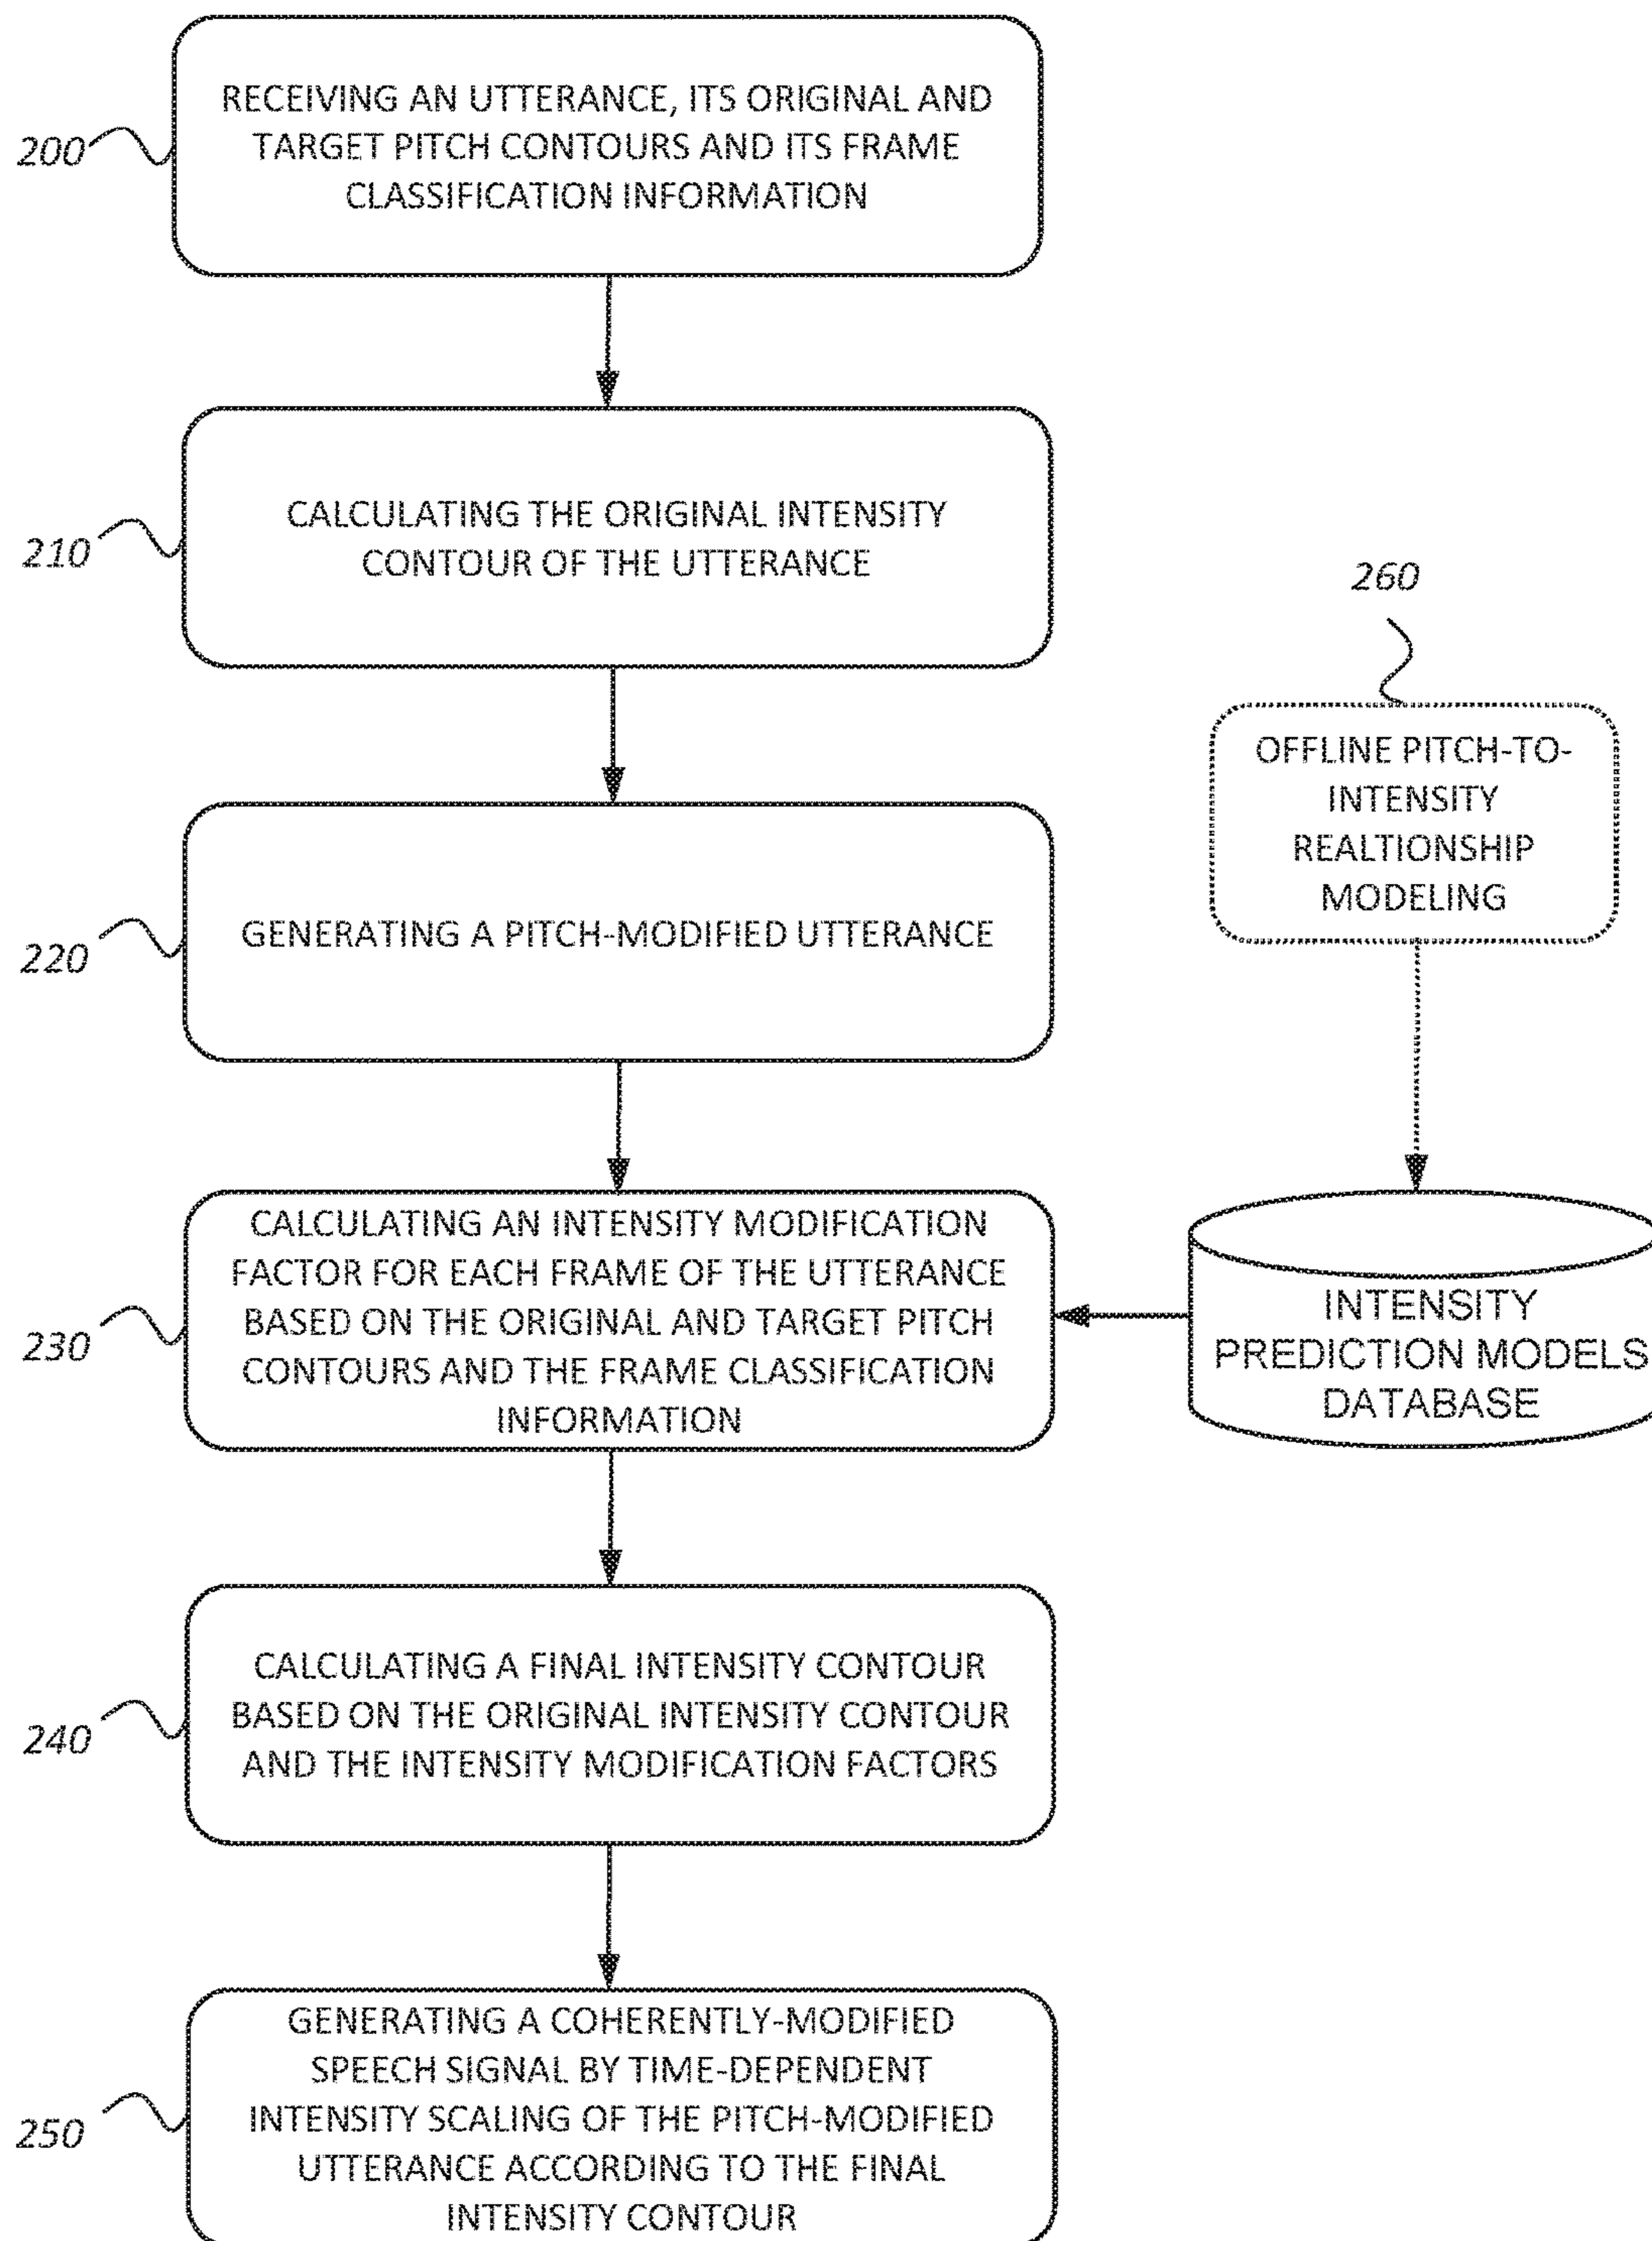 200
RECEIVING AN UTTERANCE, ITS ORIGINAL AND
TARGET PITCH CONTOURS AND ITS FRAME
CLASSIFICATION INFORMATION
210
CALCULATING THE ORIGINAL INTENSITY
CONTOUR OF THE UTTERANCE
220
GENERATING A PITCH-MODIFIED UTTERANCE
260
OFFLINE PITCH-TO-
INTENSITY
REALTIONSHIP
MODELING
230
CALCULATING AN INTENSITY MODIFICATION
FACTOR FOR EACH FRAME OF THE UTTERANCE
BASED ON THE ORIGINAL AND TARGET PITCH
CONTOURS AND THE FRAME CLASSIFICATION
INFORMATION
INTENSITY
PREDICTION MODELS
DATABASE
240
CALCULATING A FINAL INTENSITY CONTOUR
BASED ON THE ORIGINAL INTENSITY CONTOUR
AND THE INTENSITY MODIFICATION FACTORS
250
GENERATING A COHERENTLY-MODIFIED
SPEECH SIGNAL BY TIME-DEPENDENT
INTENSITY SCALING OF THE PITCH-MODIFIED
UTTERANCE ACCORDING TO THE FINAL
INTENSITY CONTOUR